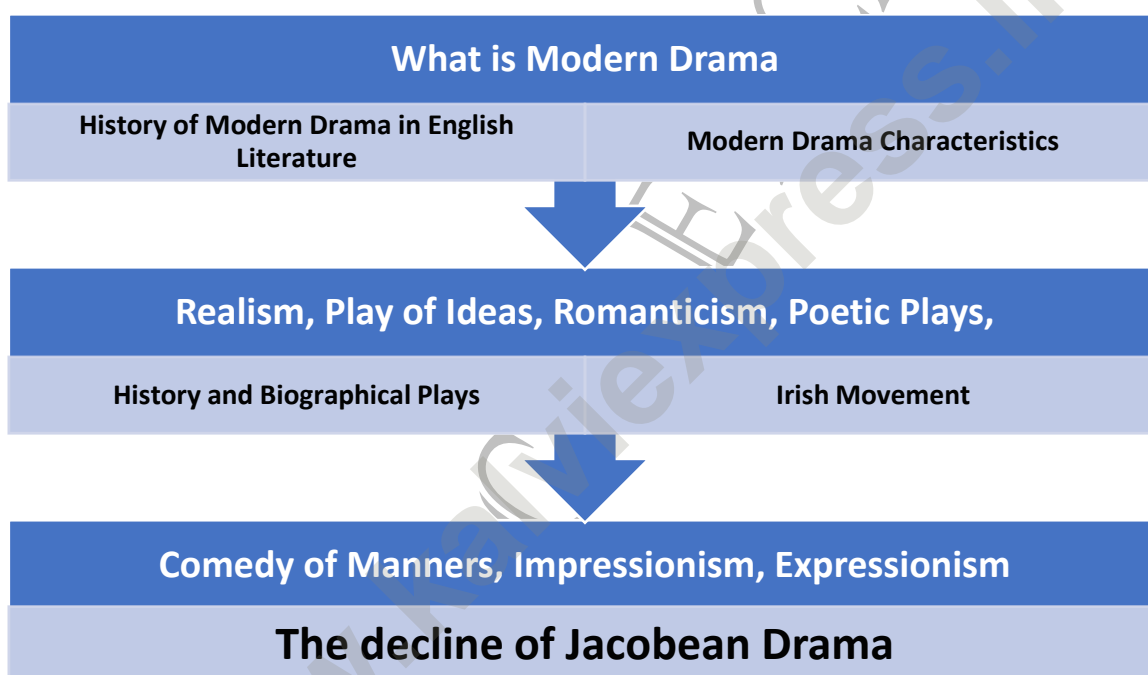 What is Modern Drama
History of Modern Drama in English
Literature
Modern Drama Characteristics
Realism, Play of Ideas, Romanticism, Poetic Plays,
History and Biographical Plays
Irish Movement
Comedy of Manners, Impressionism, Expressionism
The decline of Jacobean Drama